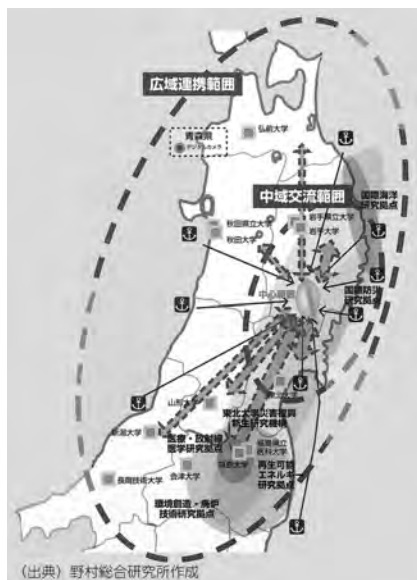 広域連携範囲
青森県
デジタルカメラ
弘前大学
中域交流範囲
国際海洋
研究拠点
秋田県立大学
秋田大学
岩手県立大学
岩手大学
国際防災
研究拠点
山形大学
東北大学災害復興
新生研究機構
新潟大学
医療・放射線
医学研究拠点
福島県立
医科大学
長岡技術大学
会津大学
再生可能
エネルギー
研究拠点
環境創造・廃炉
技術研究拠点
(出典)野村総合研究所作成